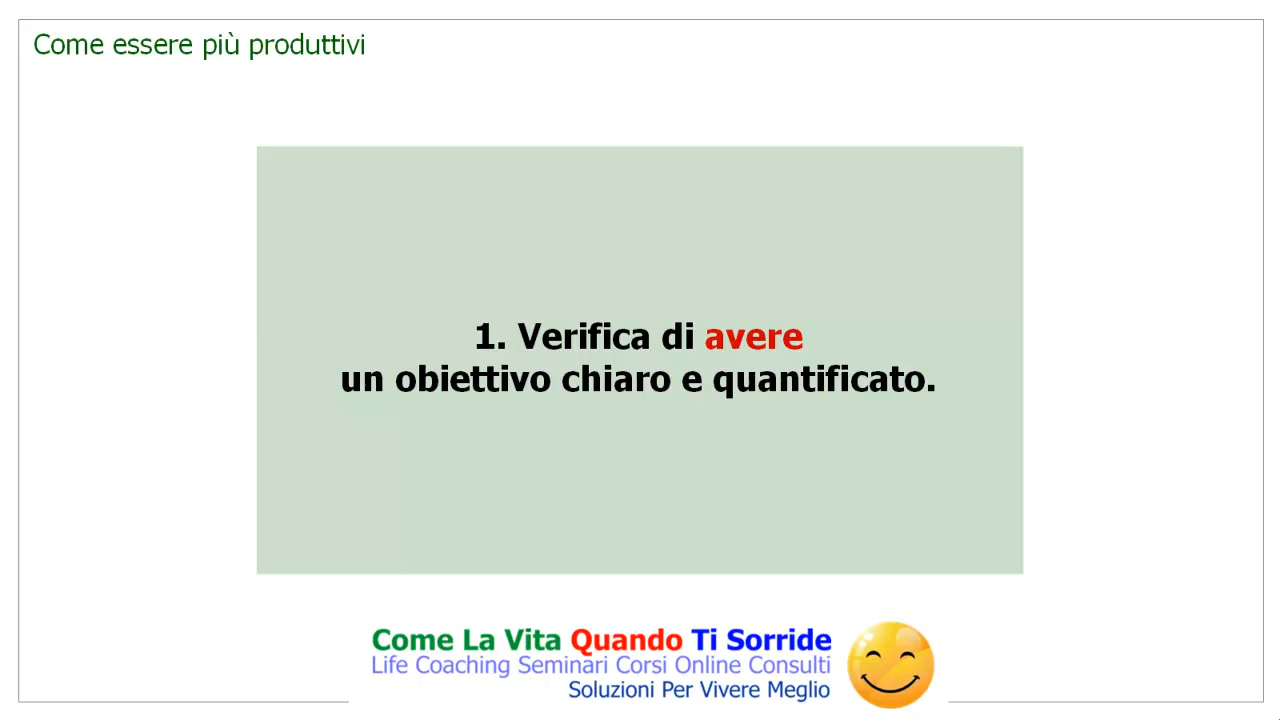 Come essere più produttivi
1. Verifica di avere
un obiettivo chiaro e quantificato.
Come La Vita Quando Ti Sorride
Life Coaching Seminari Corsi Online Consulti
Soluzioni Per Vivere Meglio